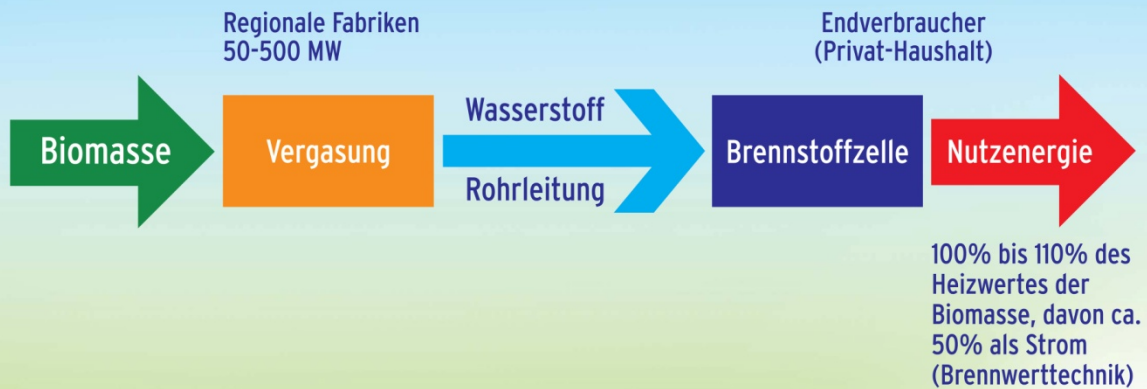 Regionale Fabriken
50-500 MW
Endverbraucher
(Privat-Haushalt)
Biomasse
Vergasung
Wasserstoff
Rohrleitung
Brennstoffzelle
Nutzenergie
100% bis 110% des
Heizwertes der
Biomasse, davon ca.
50% als Strom
(Brennwerttechnik)